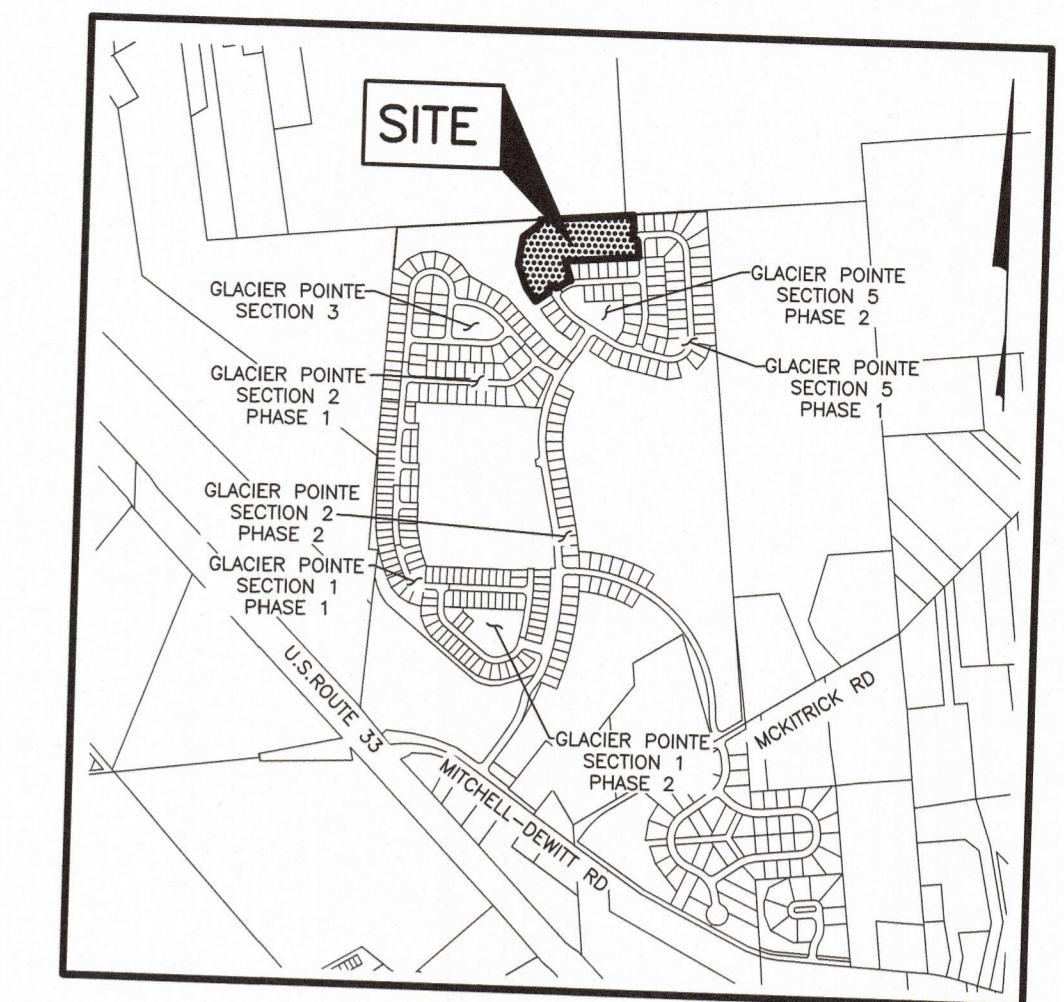 SITE
GLACIER POINTE
SECTION 3
GLACIER POINTE
SECTION 5
PHASE 2
GLACIER POINTE
SECTION 2
PHASE 1
GLACIER POINTE
SECTION 5
PHASE 1
GLACIER POINTE
SECTION 2
PHASE 2
GLACIER POINTE
SECTION 1
PHASE 1
U.S.ROUTE 33
MCKITRICK RD
GLACIER POINTE
SECTION 1
PHASE 2
MITCHELL-DEWITT RD